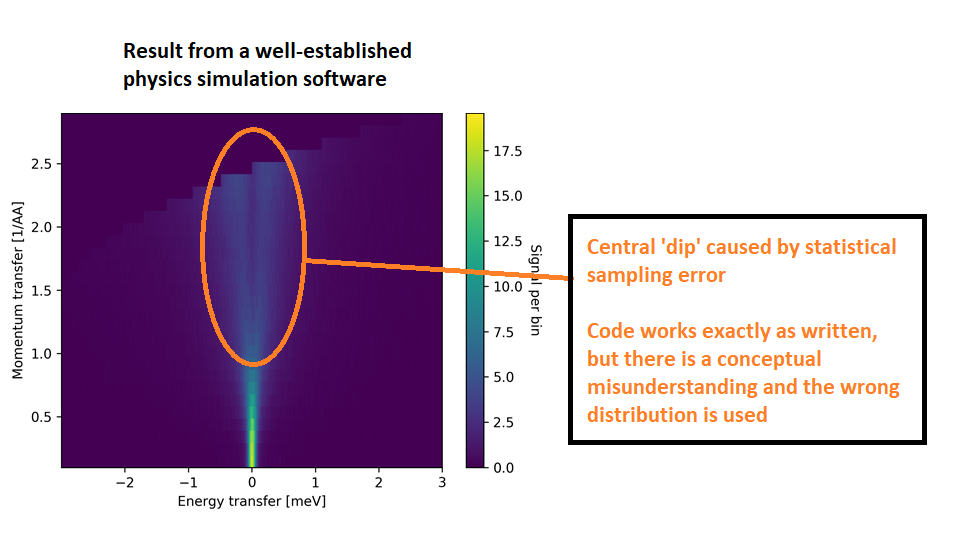 Result from a well-established
physics simulation software
2.5
2.0
1.5
1.0
0.5
Momentum transfer [1/AA]
−2
−1
0
1
2
3
Energy transfer [meV]
17.5
15.0
12.5
10.0
7.5
5.0
2.5
0.0
Signal per bin
Central 'dip' caused by statistical
sampling error
Code works exactly as written,
but there is a conceptual
misunderstanding and the wrong
distribution is used